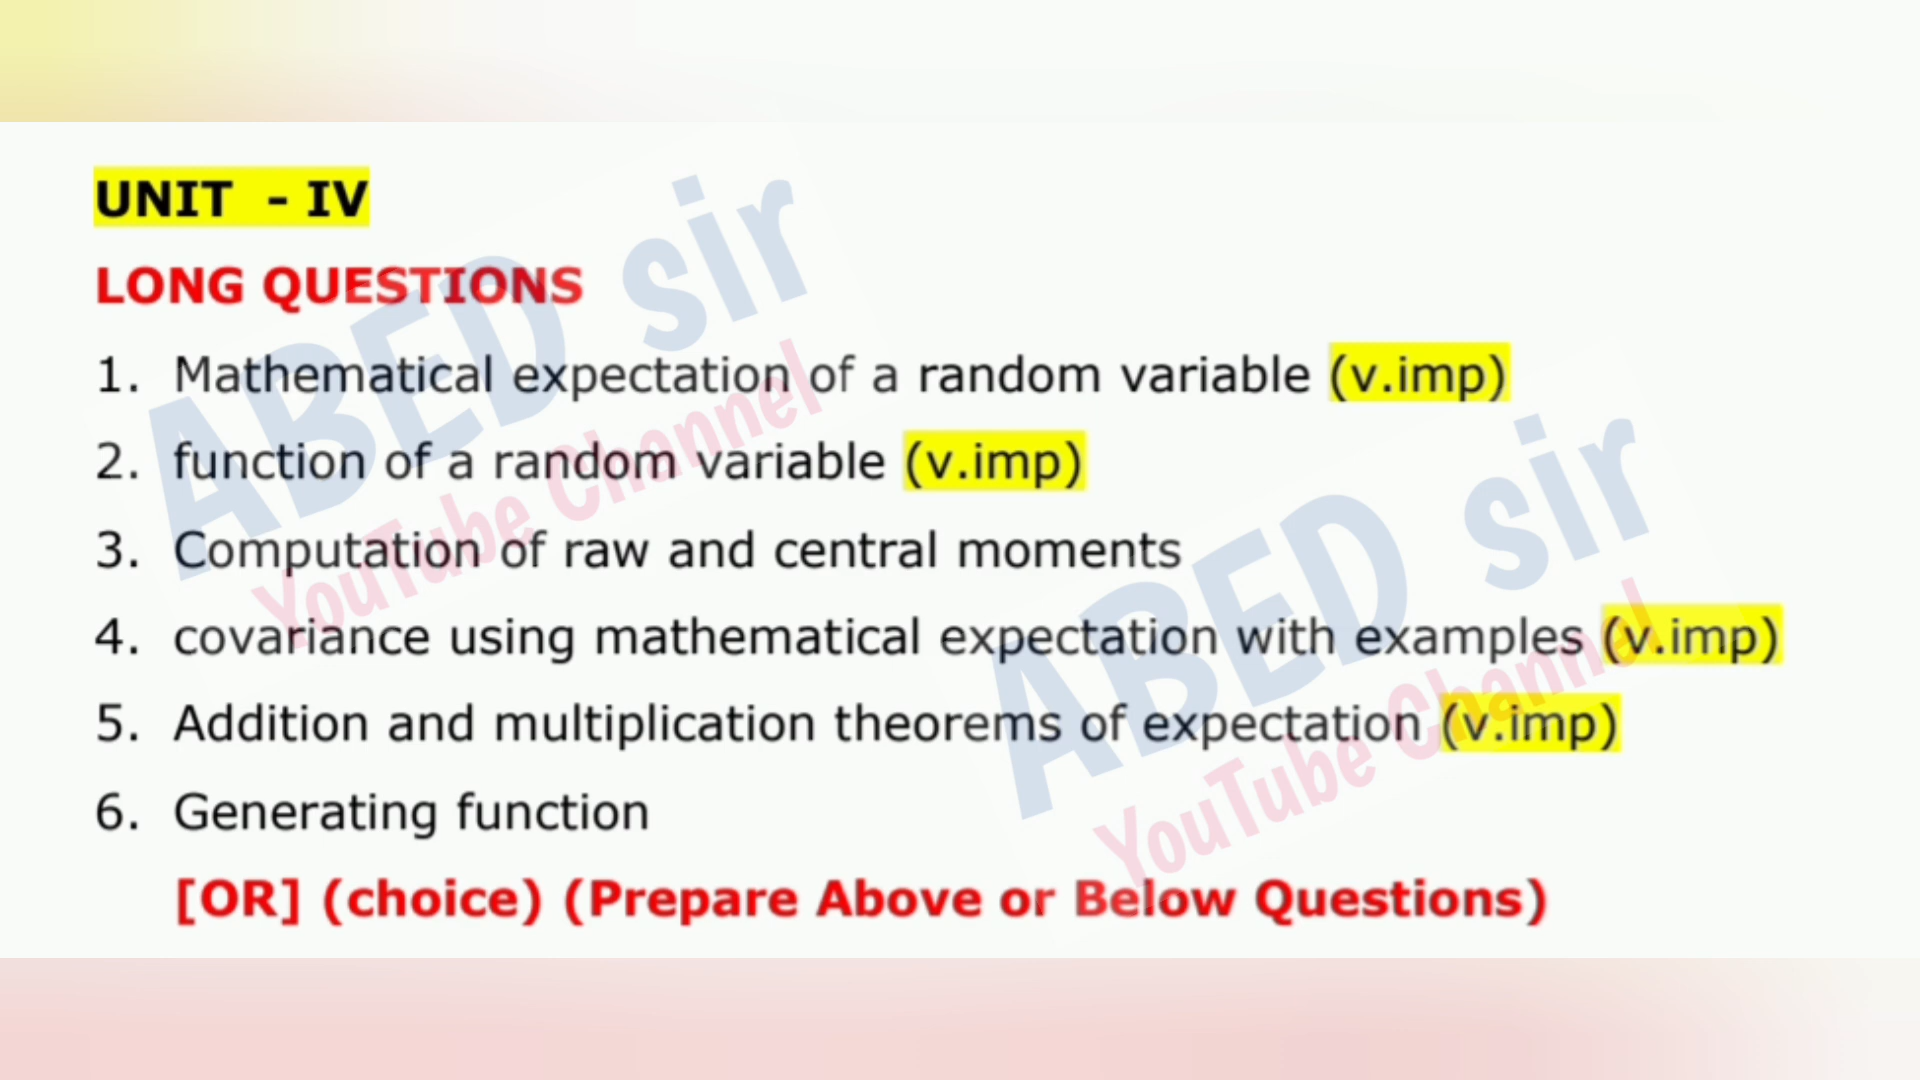 UNIT - IV
LONG QUESTIONS
1. Mathematical expectation of a random variable (v.imp)
2. function of a random variable (v.imp)
3. Computation of raw and central moments
4. covariance using mathematical expectation with examples (v.imp)
5. Addition and multiplication theorems of expectation (v.imp)
6. Generating function
[OR] (choice) (Prepare Above or Below Questions)
ABED sir
YouTube Channel
ABED sir
YouTube Channel